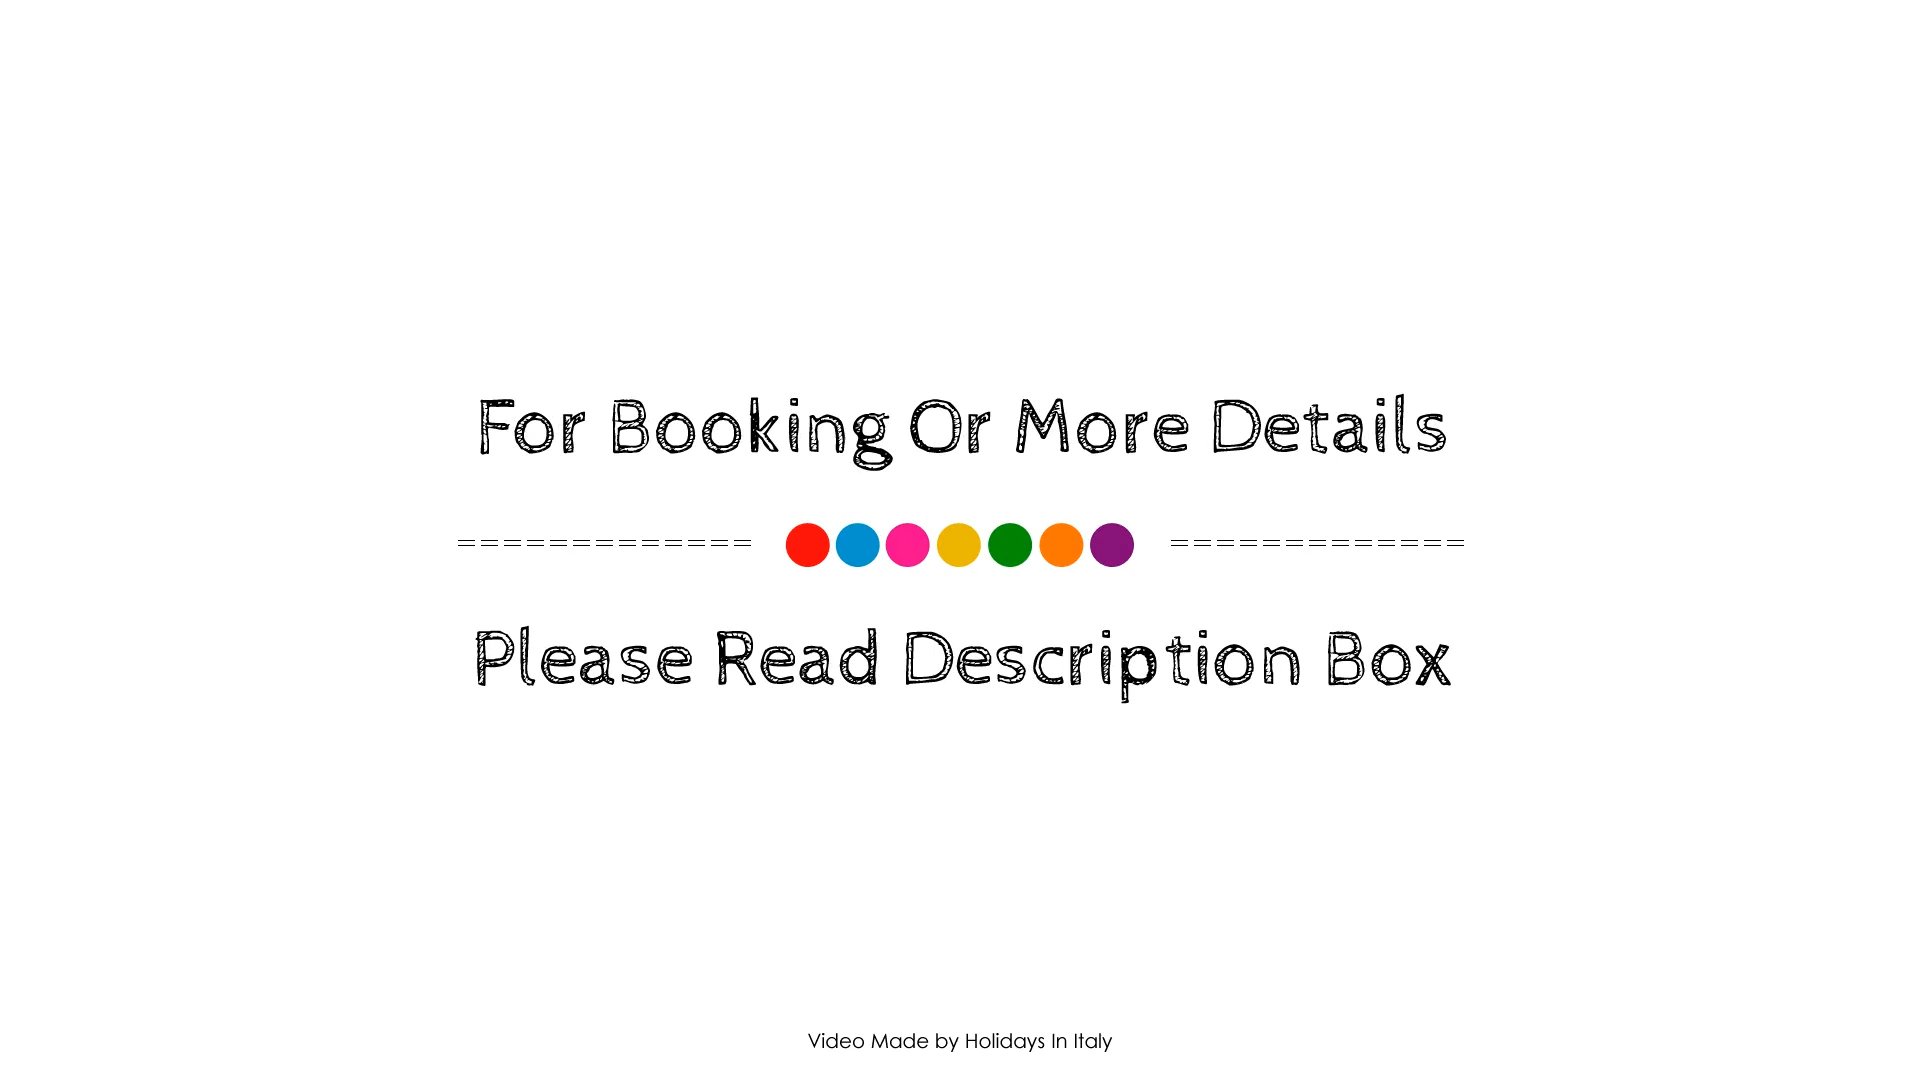 For Booking Or More Details
============= =============
Please Read Description Box
Video Made by Holidays In Italy